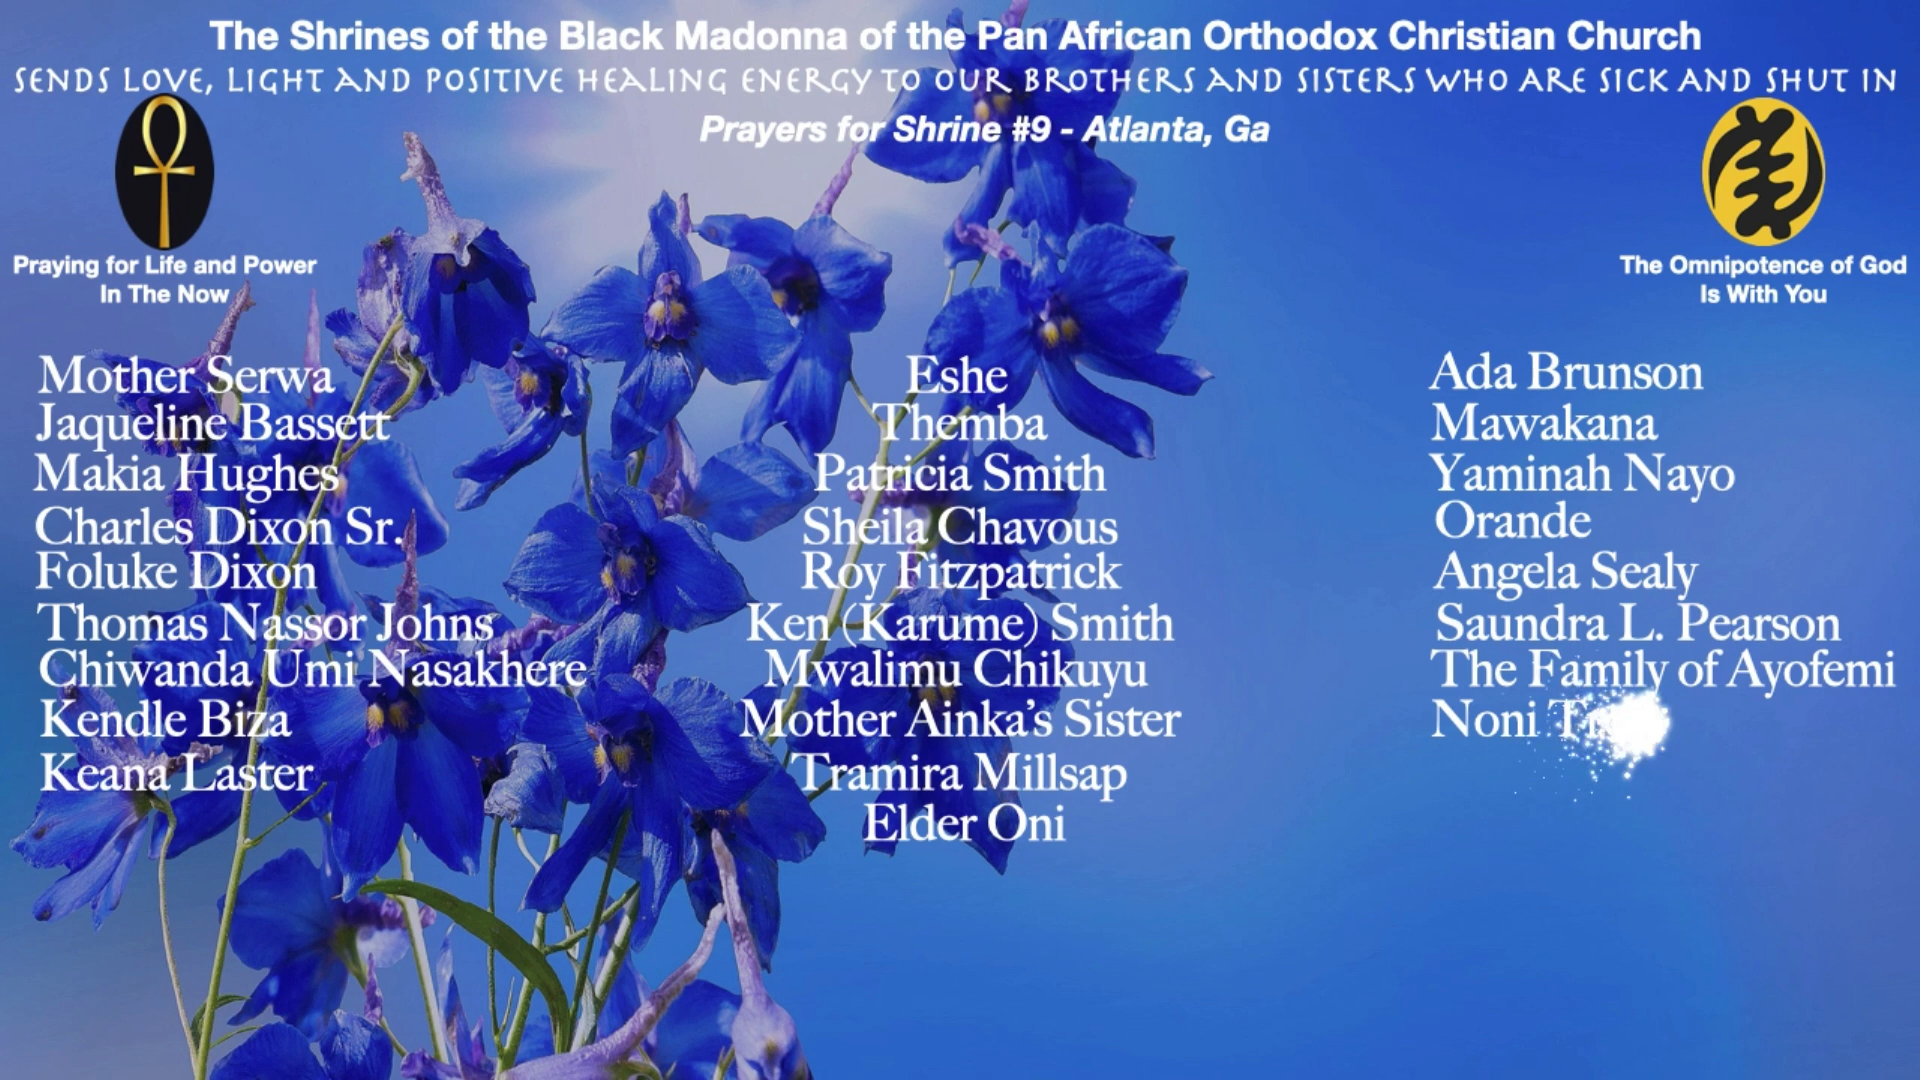 The Shrines of the Black Madonna of the Pan African Orthodox Christian Church
SENDS LOVE, LIGHT AND POSITIVE HEALING ENERGY TO OUR BROTHERS AND SISTERS WHO ARE SICK AND SHUT IN
Prayers for Shrine #9 - Atlanta, Ga
Praying for Life and Power
In The Now
The Omnipotence of God
Is With You
Mother Serwa
Jaqueline Bassett
Makia Hughes
Charles Dixon Sr.
Foluke Dixon
Thomas Nassor Johns
Chiwanda Umi Nasakhere
Kendle Biza
Keana Laster
Eshe
Themba
Patricia Smith
Sheila Chavous
Roy Fitzpatrick
Ken (Karume) Smith
Mwalimu Chikuyu
Mother Ainka's Sister
Tramira Millsap
Elder Oni
Ada Brunson
Mawakana
Yaminah Nayo
Orande
Angela Sealy
Saundra L. Pearson
The Family of Ayofemi
Noni